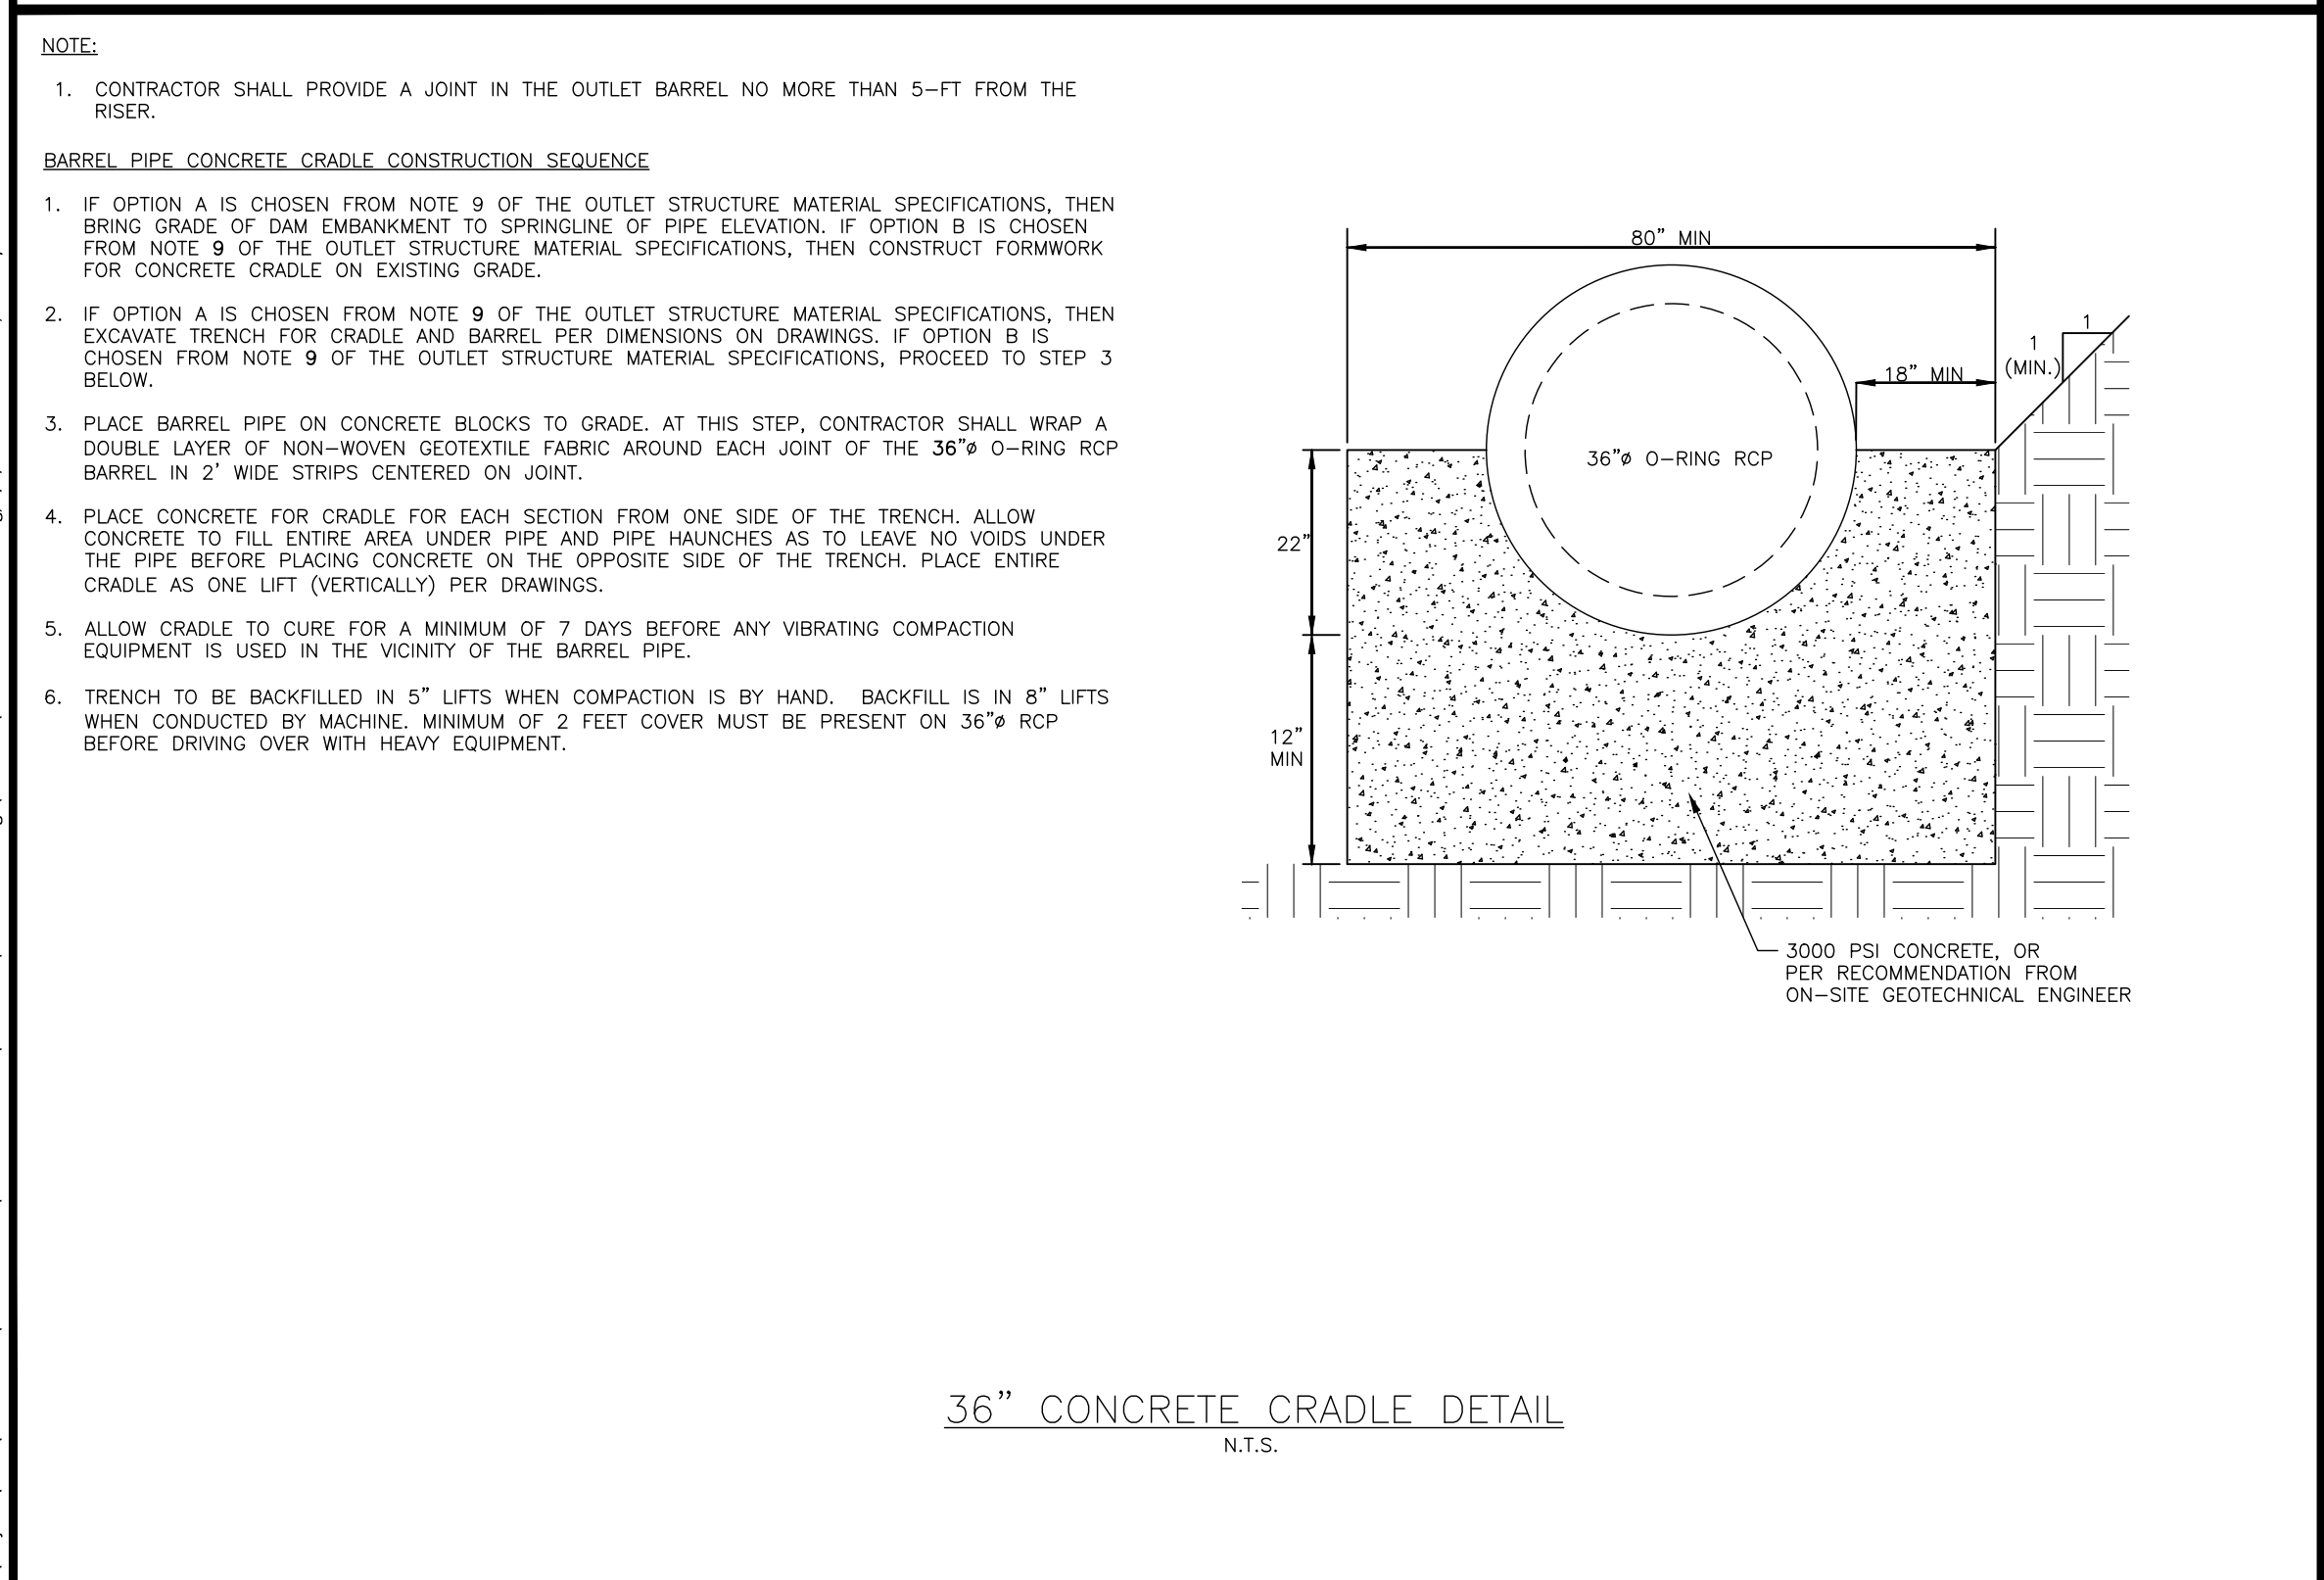 NOTE:
1. CONTRACTOR SHALL PROVIDE A JOINT IN THE OUTLET BARREL NO MORE THAN 5-FT FROM THE
RISER.
BARREL PIPE CONCRETE CRADLE CONSTRUCTION SEQUENCE
1. IF OPTION A IS CHOSEN FROM NOTE 9 OF THE OUTLET STRUCTURE MATERIAL SPECIFICATIONS, THEN
BRING GRADE OF DAM EMBANKMENT TO SPRINGLINE OF PIPE ELEVATION. IF OPTION B IS CHOSEN
FROM NOTE 9 OF THE OUTLET STRUCTURE MATERIAL SPECIFICATIONS, THEN CONSTRUCT FORMWORK
FOR CONCRETE CRADLE ON EXISTING GRADE.
2. IF OPTION A IS CHOSEN FROM NOTE 9 OF THE OUTLET STRUCTURE MATERIAL SPECIFICATIONS, THEN
EXCAVATE TRENCH FOR CRADLE AND BARREL PER DIMENSIONS ON DRAWINGS. IF OPTION B IS
CHOSEN FROM NOTE 9 OF THE OUTLET STRUCTURE MATERIAL SPECIFICATIONS, PROCEED TO STEP 3
BELOW.
3. PLACE BARREL PIPE ON CONCRETE BLOCKS TO GRADE. AT THIS STEP, CONTRACTOR SHALL WRAP A
DOUBLE LAYER OF NON-WOVEN GEOTEXTILE FABRIC AROUND EACH JOINT OF THE 36"ø O-RING RCP
BARREL IN 2' WIDE STRIPS CENTERED ON JOINT.
4. PLACE CONCRETE FOR CRADLE FOR EACH SECTION FROM ONE SIDE OF THE TRENCH. ALLOW
CONCRETE TO FILL ENTIRE AREA UNDER PIPE AND PIPE HAUNCHES AS TO LEAVE NO VOIDS UNDER
THE PIPE BEFORE PLACING CONCRETE ON THE OPPOSITE SIDE OF THE TRENCH. PLACE ENTIRE
CRADLE AS ONE LIFT (VERTICALLY) PER DRAWINGS.
5. ALLOW CRADLE TO CURE FOR A MINIMUM OF 7 DAYS BEFORE ANY VIBRATING COMPACTION
EQUIPMENT IS USED IN THE VICINITY OF THE BARREL PIPE.
6. TRENCH TO BE BACKFILLED IN 5" LIFTS WHEN COMPACTION IS BY HAND. BACKFILL IS IN 8" LIFTS
WHEN CONDUCTED BY MACHINE. MINIMUM OF 2 FEET COVER MUST BE PRESENT ON 36"ø RCP
BEFORE DRIVING OVER WITH HEAVY EQUIPMENT.
80" MIN
1
1
(MIN.)
18" MIN
36"ø O-RING RCP
22"
12"
MIN
3000 PSI CONCRETE, OR
PER RECOMMENDATION FROM
ON-SITE GEOTECHNICAL ENGINEER
36" CONCRETE CRADLE DETAIL
N.T.S.